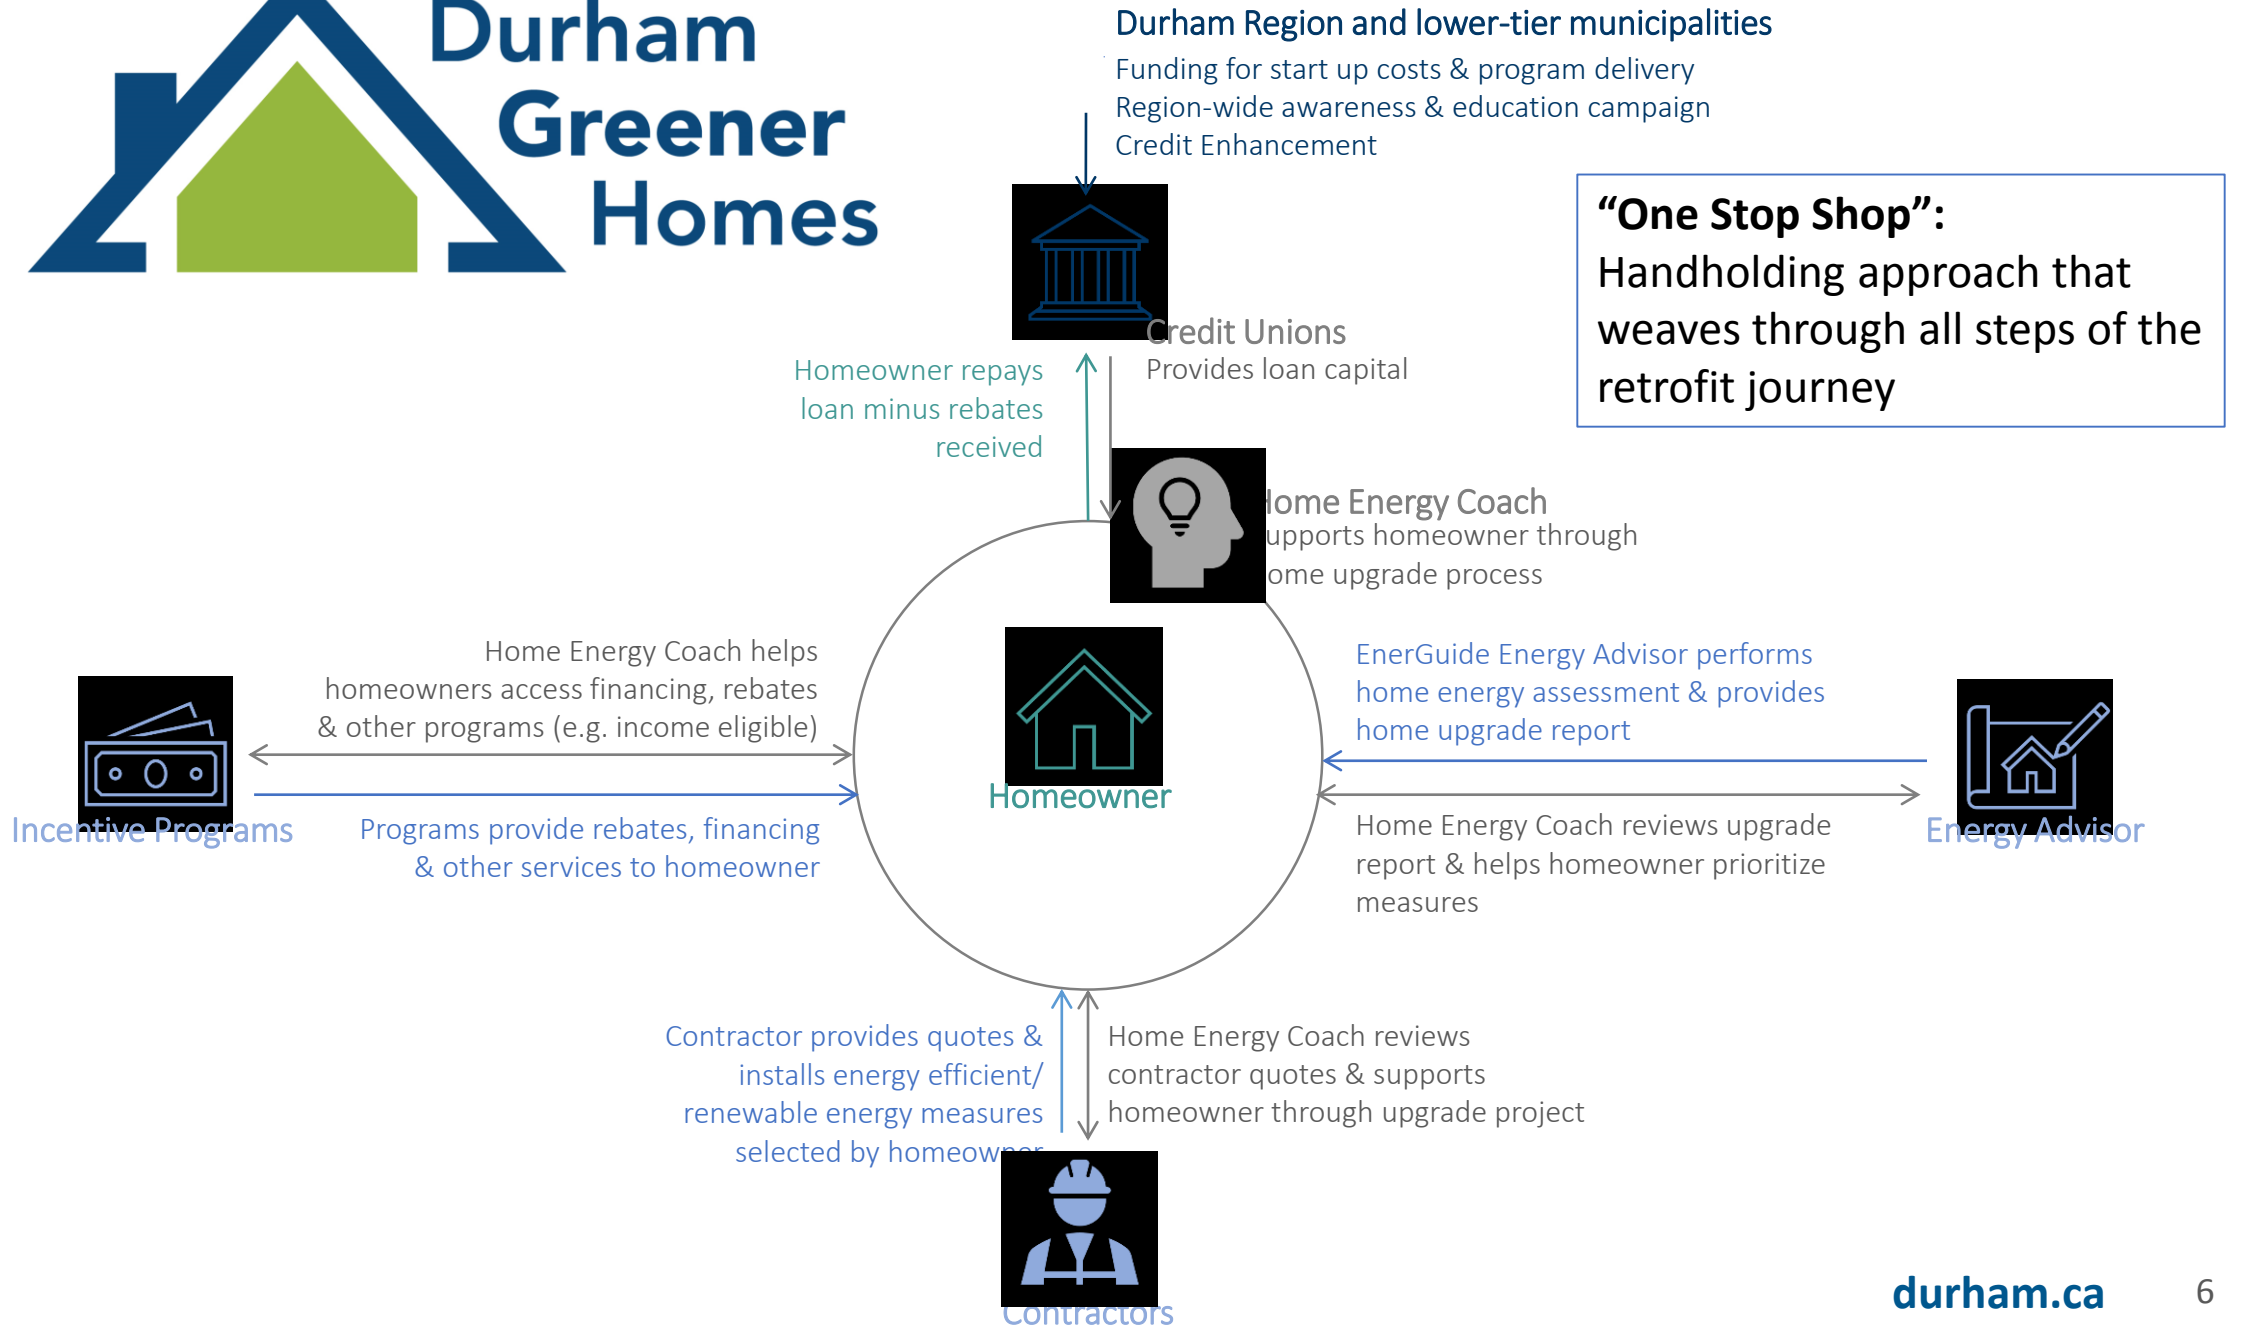 Durham
Greener
Homes
Durham Region and lower-tier municipalities
Funding for start up costs & program delivery
Region-wide awareness & education campaign
Credit Enhancement
“One Stop Shop”:
Handholding approach that
weaves through all steps of the
retrofit journey
Credit Unions
Provides loan capital
Homeowner repays
loan minus rebates
received
Home Energy Coach
upports homeowner through
ome upgrade process
Home Energy Coach helps
homeowners access financing, rebates
& other programs (e.g. income eligible)
Incentive Programs
Programs provide rebates, financing
& other services to homeowner
Homeowner
EnerGuide Energy Advisor performs
home energy assessment & provides
home upgrade report
Home Energy Coach reviews upgrade
report & helps homeowner prioritize
measures
Energy Advisor
Contractor provides quotes &
installs energy efficient/
renewable energy measures
selected by homeowner
Home Energy Coach reviews
contractor quotes & supports
homeowner through upgrade project
Contractors
durham.ca
6